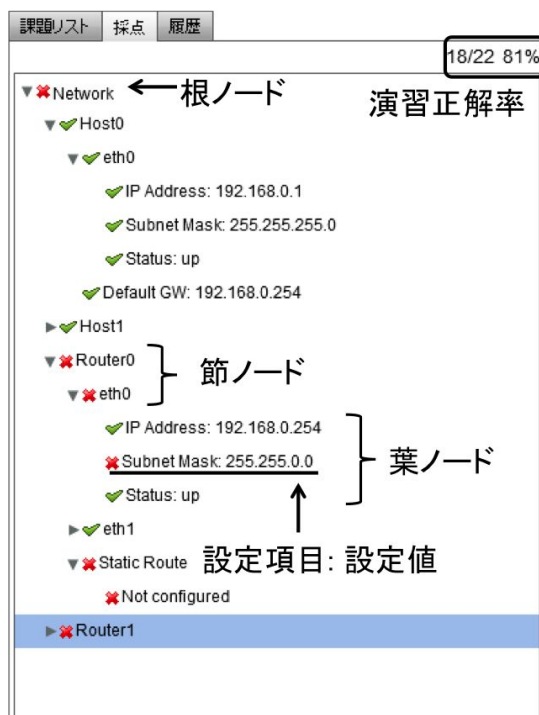 課題リスト 採点 履歴
18/22 81%
演習正解率
Network 根ノード
Host0
eth0
IP Address: 192.168.0.1
Subnet Mask: 255.255.255.0
Status: up
Default GW: 192.168.0.254
Host1
Router0
節ノード
eth0
IP Address: 192.168.0.254
Subnet Mask: 255.255.0.0
葉ノード
Status: up
eth1
設定項目: 設定値
Static Route
Not configured
Router1